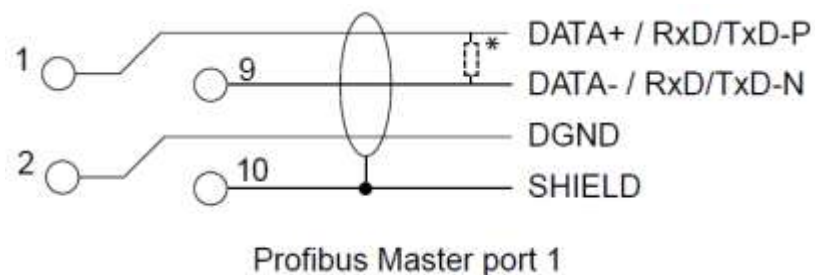 DATA+ / RxD/TxD-P
1
*
9
DATA- / RxD/TxD-N
DGND
2
10
SHIELD
Profibus Master port 1